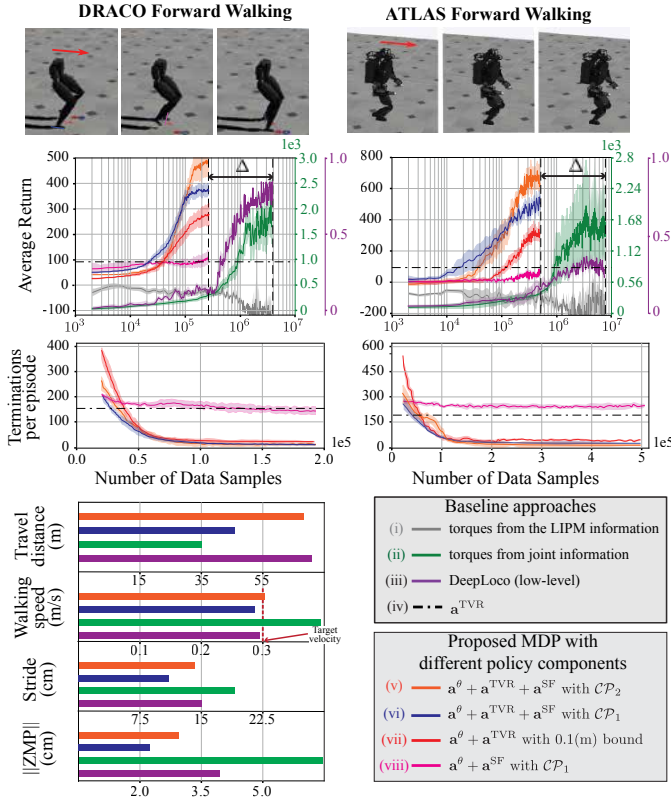 DRACO Forward Walking
ATLAS Forward Walking
1e3
1e3
500
400
300
200
100
0
-100
3.0
2.5
2.0
1.5
1.0
0.5
0
1.0
0.5
0
Δ
Average Return
10³ 10⁴ 10⁵ 10⁶ 10⁷
800
600
400
200
0
-200
2.8
2.24
1.68
1.12
0.56
0
1.0
0.5
0
Δ
10³ 10⁴ 10⁵ 10⁶ 10⁷
Terminations
per episode
400
300
200
100
0
0.0 0.5 1.0 1.5 2.0
1e5
Number of Data Samples
600
450
300
150
0
0 1 2 3 4 5
1e5
Number of Data Samples
Travel
distance
(m)
15 35 55
Walking
speed
(m/s)
Target
velocity
0.1 0.2 0.3
Stride
(cm)
7.5 15 22.5
||ZMP||
(cm)
2.0 3.5 5.0
Baseline approaches
(i) torques from the LIPM information
(ii) torques from joint information
(iii) DeepLoco (low-level)
(iv) a^TVR
Proposed MDP with
different policy components
(v) a^θ + a^TVR + a^SF with CP₂
(vi) a^θ + a^TVR + a^SF with CP₁
(vii) a^θ + a^TVR with 0.1(m) bound
(viii) a^θ + a^SF with CP₁